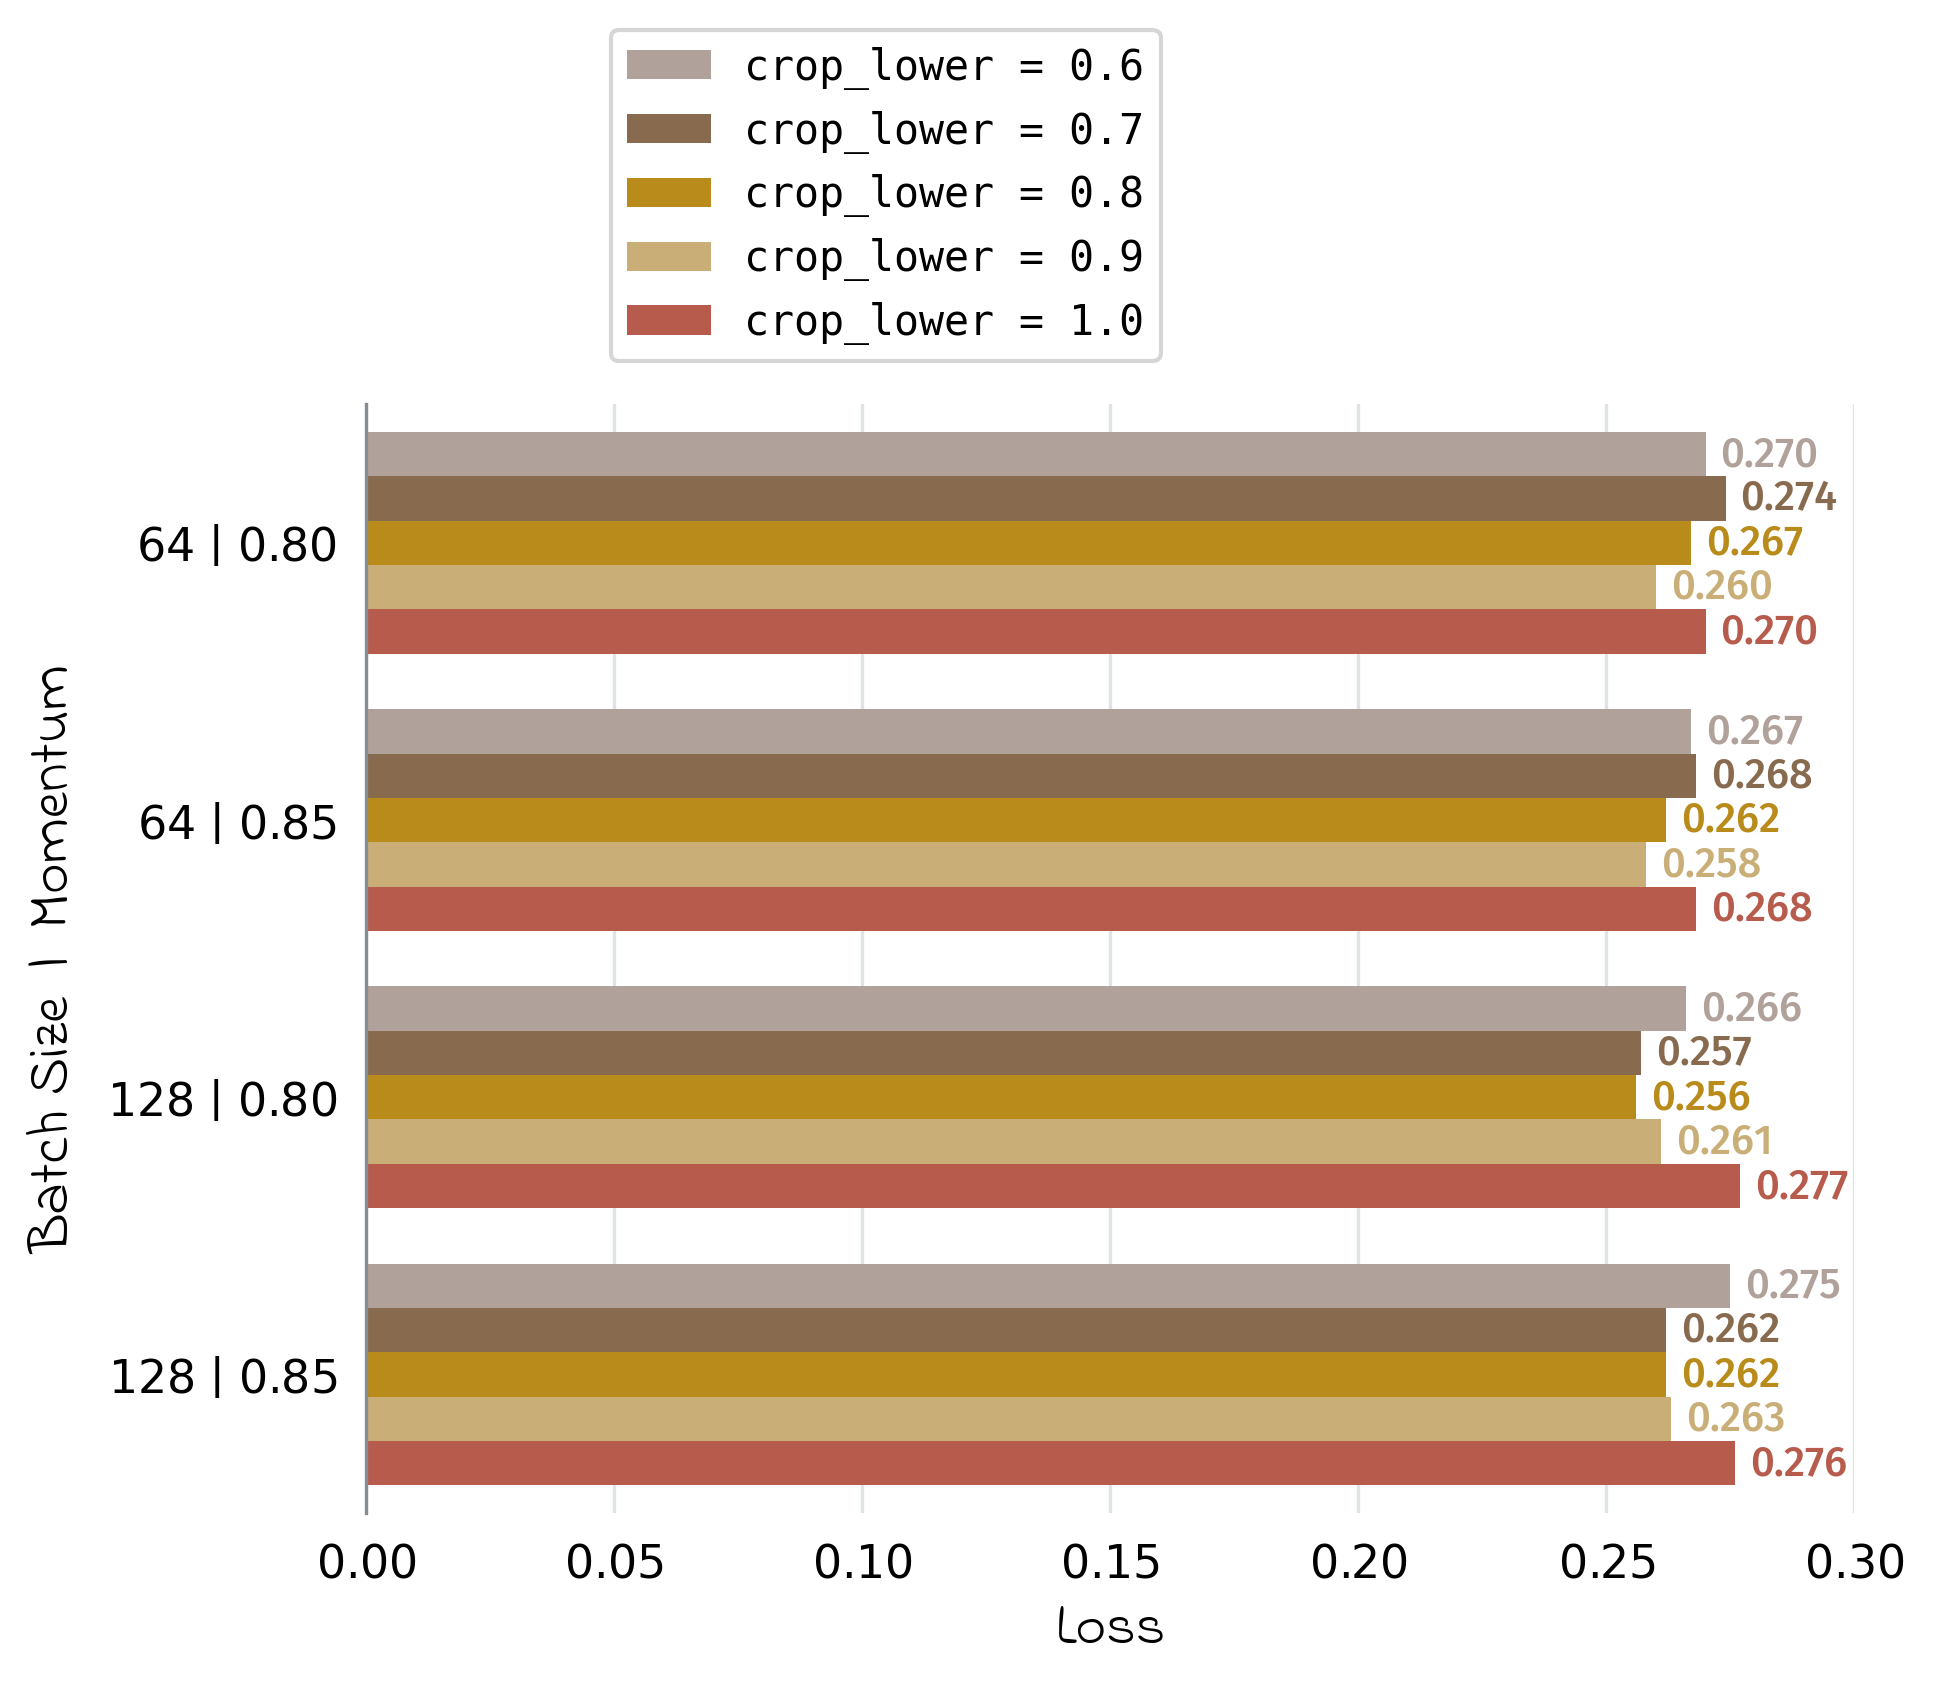 crop_lower = 0.6
crop_lower = 0.7
crop_lower = 0.8
crop_lower = 0.9
crop_lower = 1.0
Batch Size | Momentum
64 | 0.80
0.270
0.274
0.267
0.260
0.270
64 | 0.85
0.267
0.268
0.262
0.258
0.268
128 | 0.80
0.266
0.257
0.256
0.261
0.277
128 | 0.85
0.275
0.262
0.262
0.263
0.276
0.00 0.05 0.10 0.15 0.20 0.25 0.30
Loss